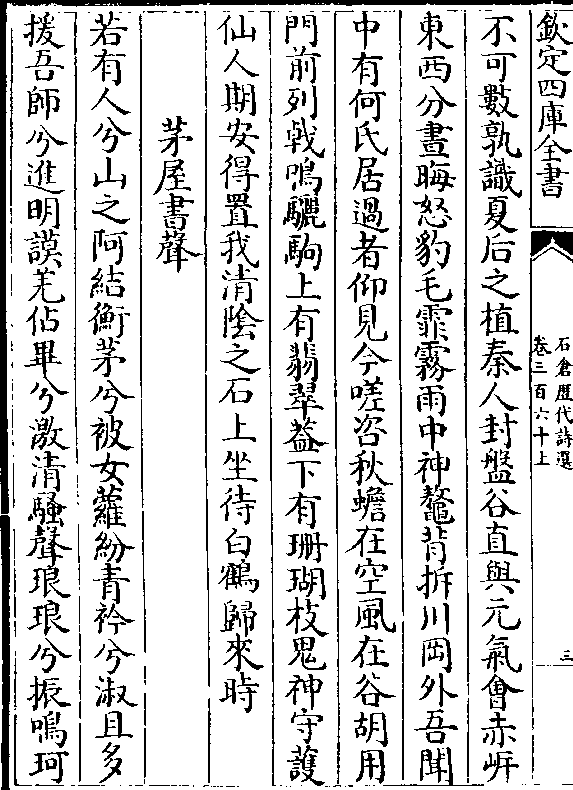 欽定四庫全書
石倉歴代詩選
卷三百六十上
三
不可數孰識夏后之植秦人封盤谷直與元氣會赤㟁
東西分晝晦怒豹毛霏霧雨中神鼇背拆川岡外吾聞
中有何氏居過者仰見今嗟咨秋蟾在空風在谷胡用
門前列㦸鳴驪駒上有翡翠葢下有珊瑚枝鬼神守䕶
仙人期安得置我清陰之石上坐待白鶴歸來時
茅屋書聲
若有人兮山之阿結衡茅兮被女蘿紛青衿兮淑且多
援吾師兮進明謨羌佔畢兮激清騷聲琅琅兮振鳴珂